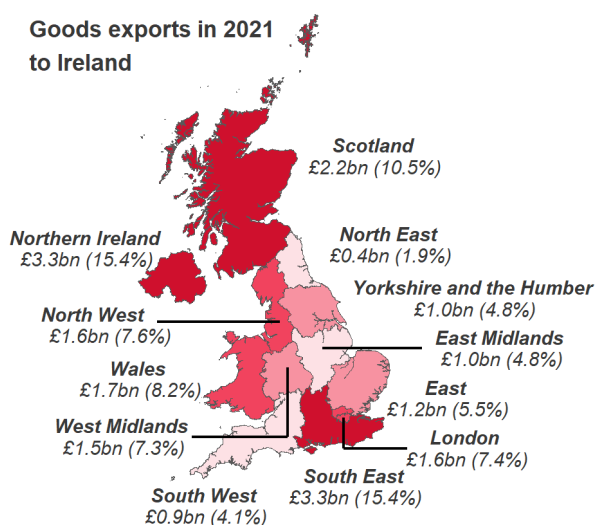 Goods exports in 2021
to Ireland
Scotland
£2.2bn (10.5%)
Northern Ireland
£3.3bn (15.4%)
North East
£0.4bn (1.9%)
Yorkshire and the Humber
£1.0bn (4.8%)
North West
£1.6bn (7.6%)
East Midlands
£1.0bn (4.8%)
Wales
£1.7bn (8.2%)
East
£1.2bn (5.5%)
West Midlands
£1.5bn (7.3%)
London
£1.6bn (7.4%)
South East
£3.3bn (15.4%)
South West
£0.9bn (4.1%)